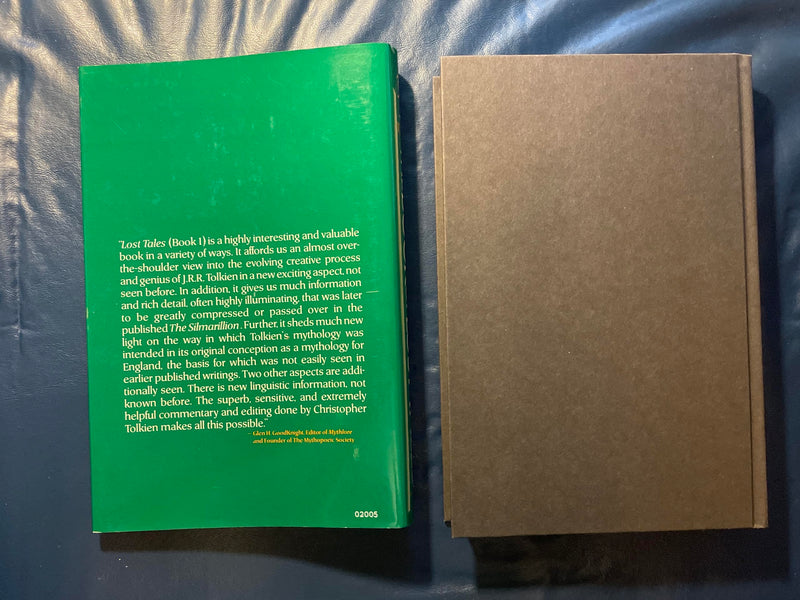 "Lost Tales (Book I) is a highly interesting and valuable
book in a variety of ways. It affords us an almost over-
the-shoulder view into the evolving creative process
and genius of J.R.R. Tolkien in a new exciting aspect, not
seen before. In addition, it gives us much information
and rich detail, often highly illuminating, that was later
to be greatly compressed or passed over in the
published The Silmarillion. Further, it sheds much new
light on the way in which Tolkien's mythology was
intended in its original conception as a mythology for
England, the basis for which was not easily seen in
earlier published writings. Two other aspects are addi-
tionally seen. There is new linguistic information, not
known before. The superb, sensitive, and extremely
helpful commentary and editing done by Christopher
Tolkien makes all this possible."
– Glen H. GoodKnight, Editor of Mythlore
and Founder of The Mythopoeic Society
02005